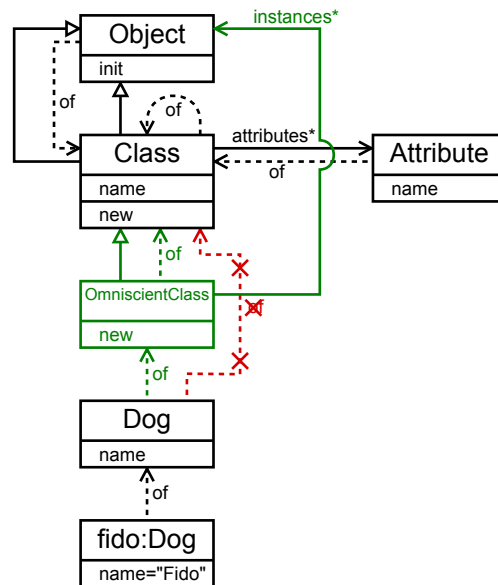 instances*
Object
init
of
of
Class
attributes*
Attribute
of
name
name
new
of
OmniscientClass
of
new
of
Dog
name
of
fido:Dog
name="Fido"